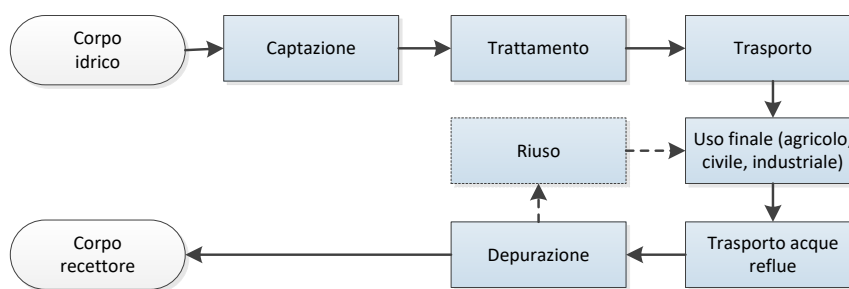 Corpo
idrico
Captazione
Trattamento
Trasporto
Riuso
Uso finale (agricolo,
civile, industriale)
Corpo
recettore
Depurazione
Trasporto acque
reflue